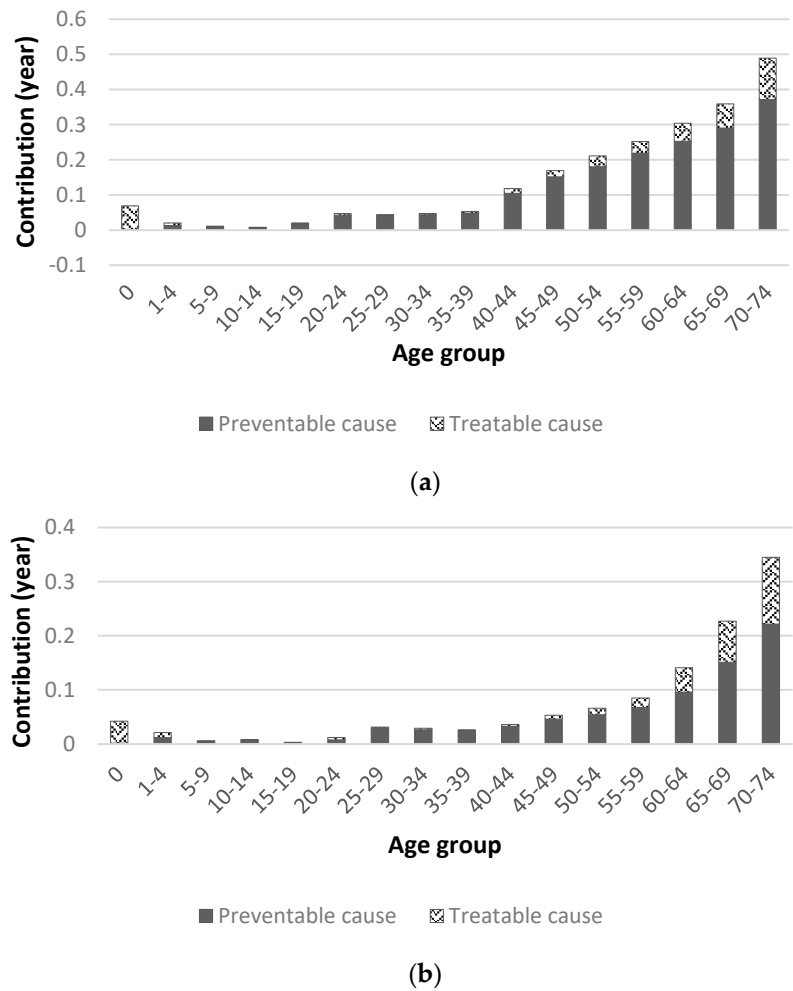 0.6
0.5
0.4
0.3
0.2
0.1
0
-0.1
Contribution (year)
0 1-4 5-9 10-14 15-19 20-24 25-29 30-34 35-39 40-44 45-49 50-54 55-59 60-64 65-69 70-74
Age group
Preventable cause Treatable cause
(a)
0.4
0.3
0.2
0.1
0
Contribution (year)
0 1-4 5-9 10-14 15-19 20-24 25-29 30-34 35-39 40-44 45-49 50-54 55-59 60-64 65-69 70-74
Age group
Preventable cause Treatable cause
(b)